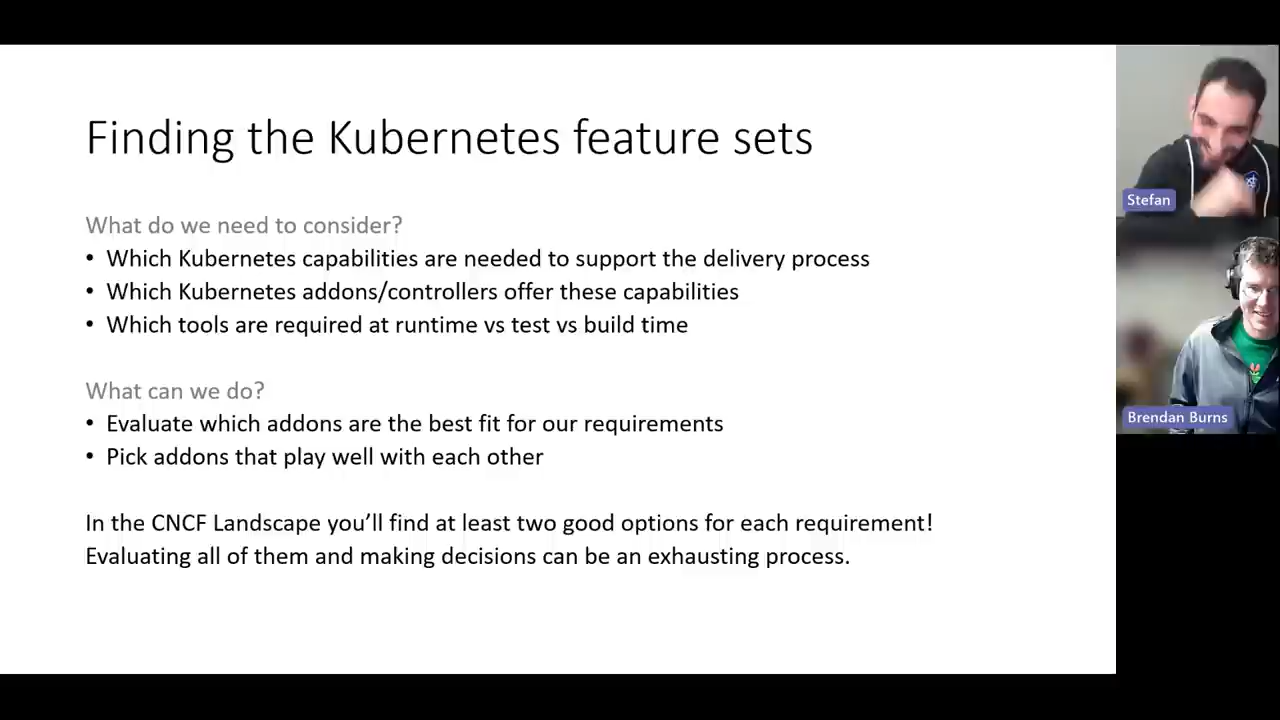 Finding the Kubernetes feature sets
What do we need to consider?
• Which Kubernetes capabilities are needed to support the delivery process
• Which Kubernetes addons/controllers offer these capabilities
• Which tools are required at runtime vs test vs build time
What can we do?
• Evaluate which addons are the best fit for our requirements
• Pick addons that play well with each other
In the CNCF Landscape you’ll find at least two good options for each requirement!
Evaluating all of them and making decisions can be an exhausting process.
Stefan
Brendan Burns